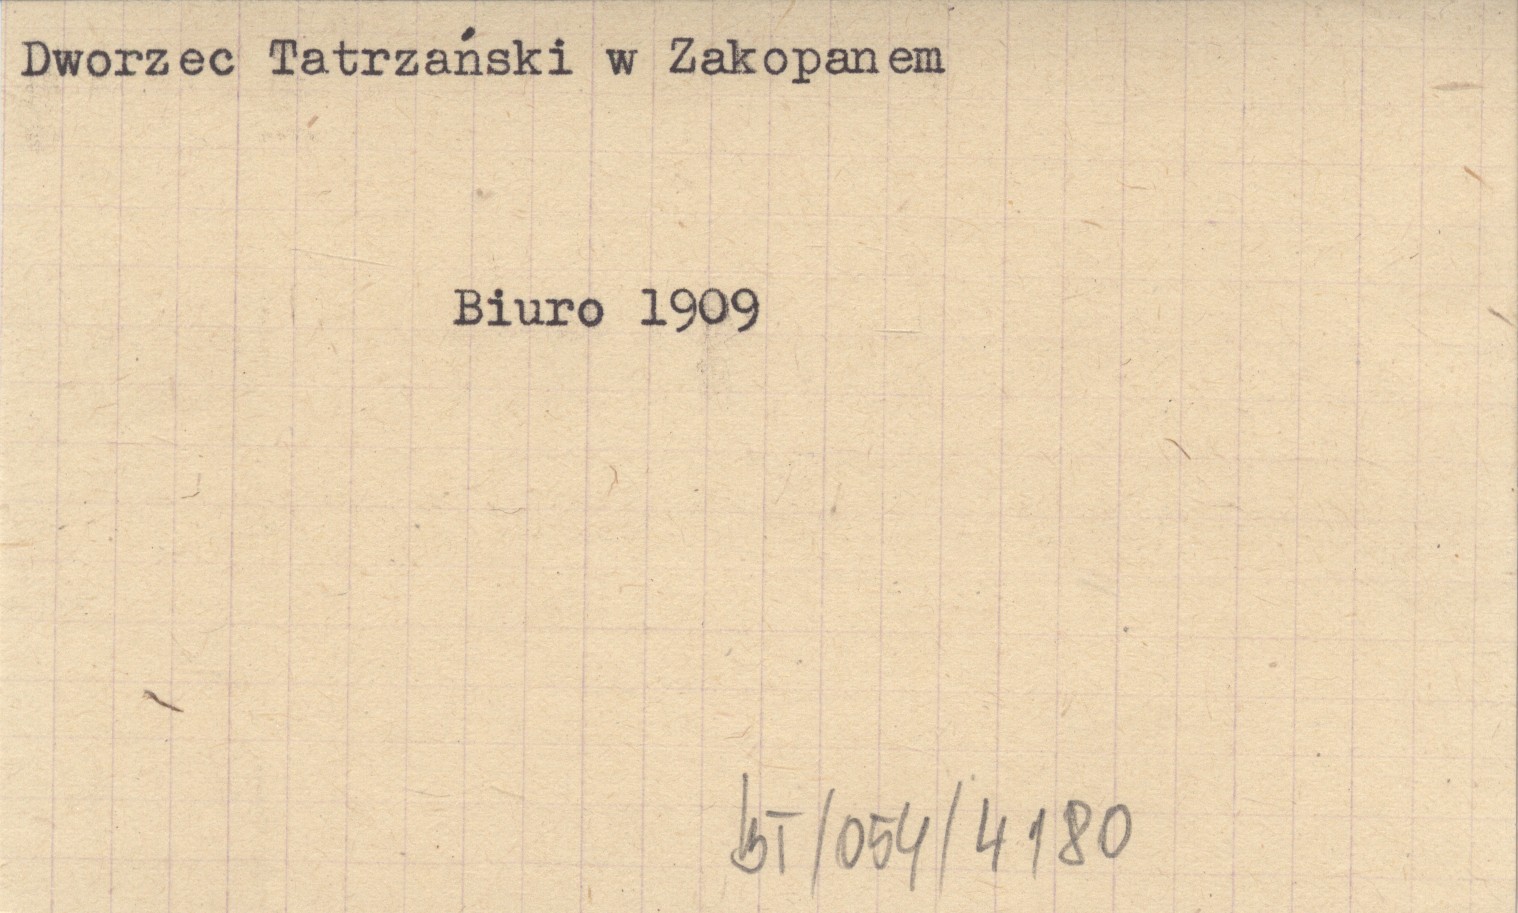 Dworzec Tatrzański w Zakopanem
Biuro 1909
bT/054/4180